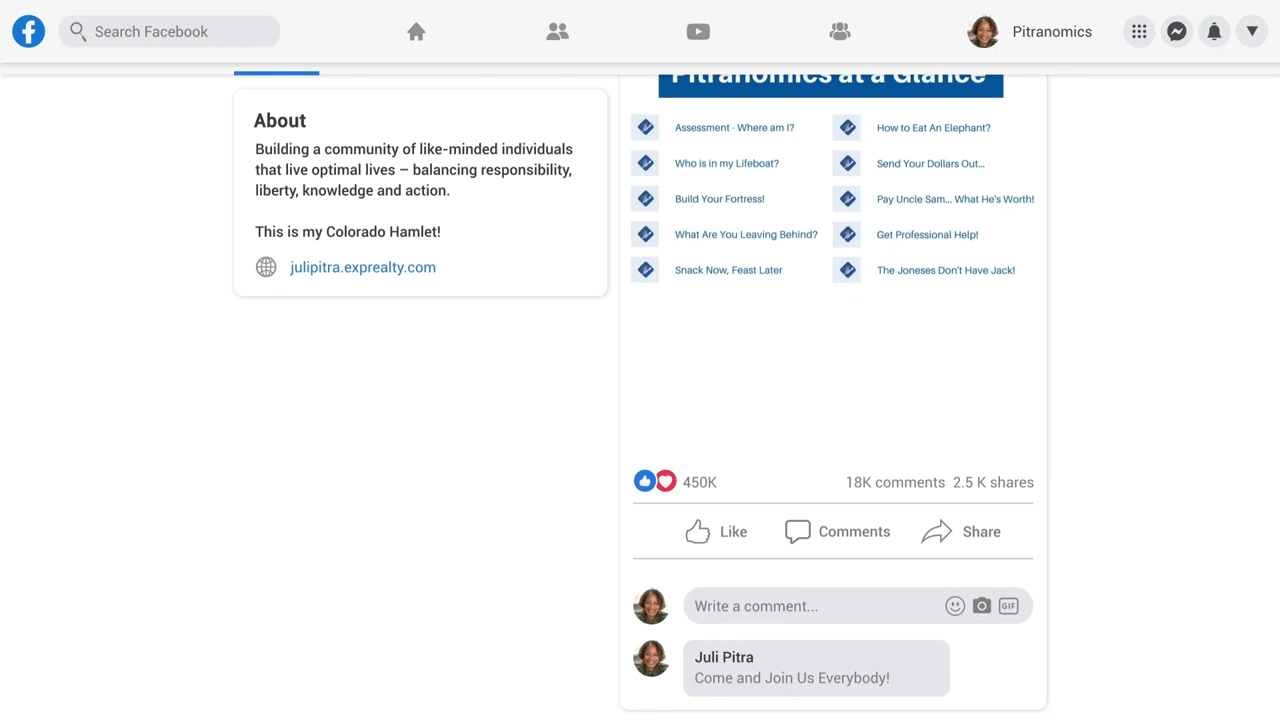 Search Facebook
Pitranomics
Pitranomics at a Glance
About
Building a community of like-minded individuals
that live optimal lives – balancing responsibility,
liberty, knowledge and action.
This is my Colorado Hamlet!
julipitra.exprealty.com
Assessment - Where am I?
How to Eat An Elephant?
Who is in my Lifeboat?
Send Your Dollars Out...
Build Your Fortress!
Pay Uncle Sam... What He's Worth!
What Are You Leaving Behind?
Get Professional Help!
Snack Now, Feast Later
The Joneses Don't Have Jack!
450K
18K comments 2.5 K shares
Like
Comments
Share
Write a comment...
GIF
Juli Pitra
Come and Join Us Everybody!